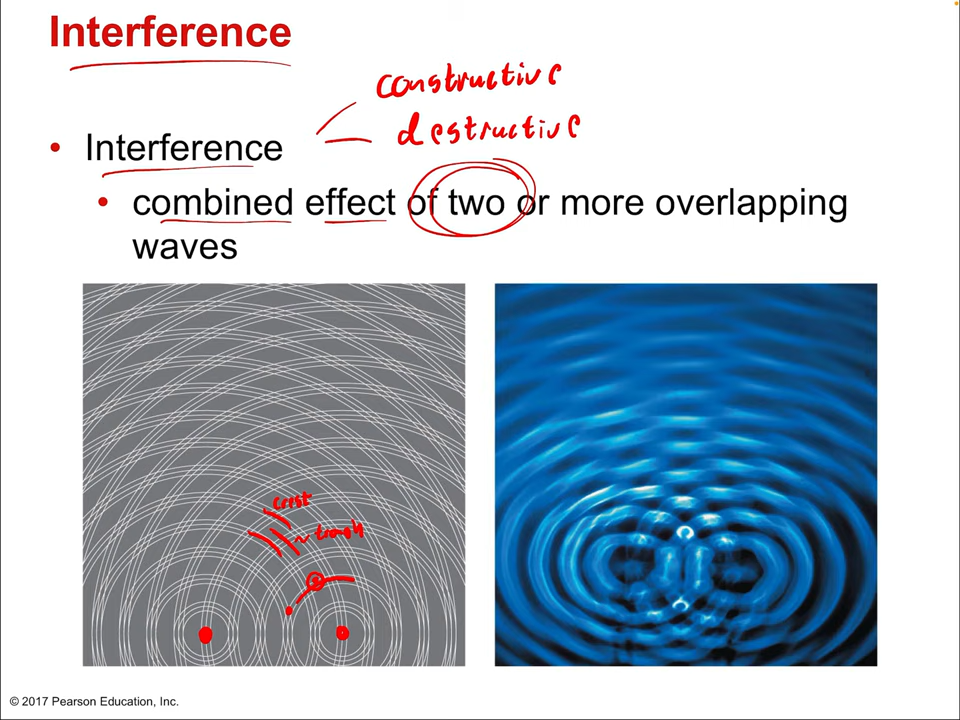 Interference
constructive
destructive
• Interference
• combined effect of two or more overlapping
waves
crest
~ trough
© 2017 Pearson Education, Inc.